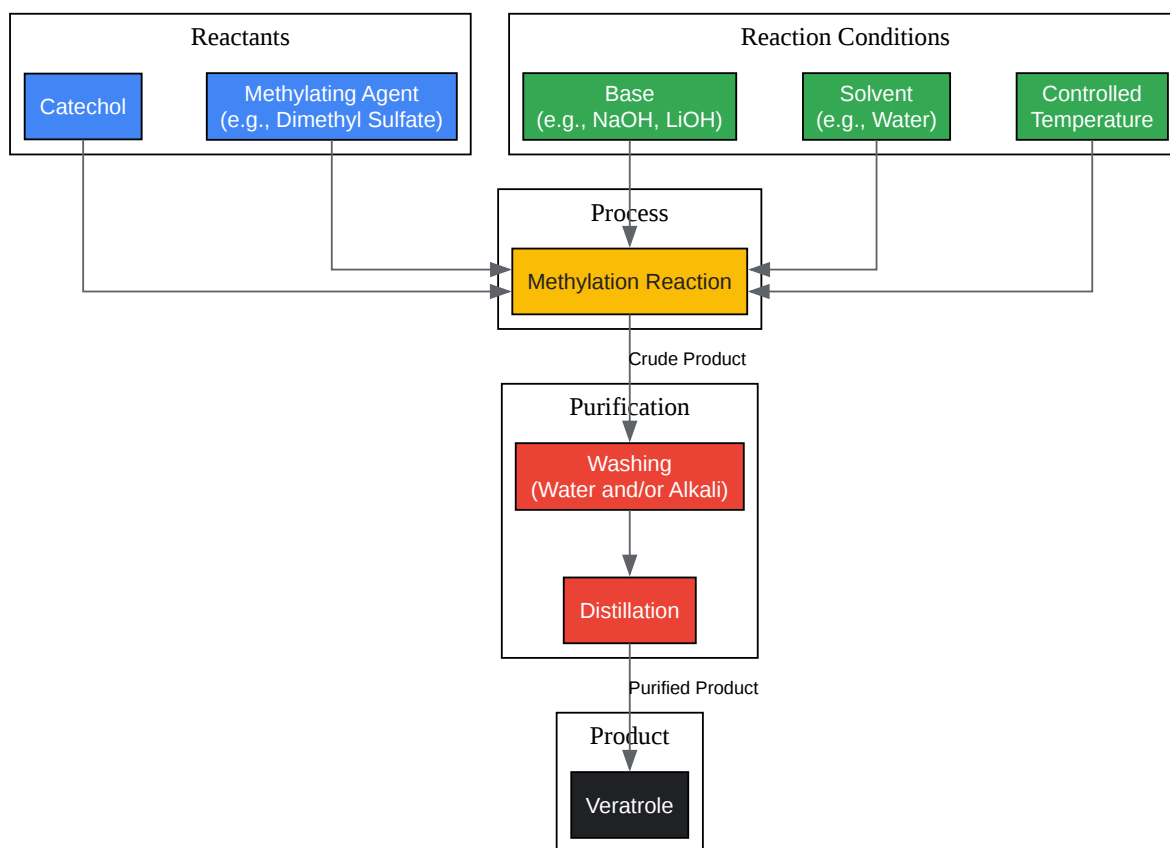 Reactants
Reaction Conditions
Catechol
Methylating Agent
(e.g., Dimethyl Sulfate)
Base
(e.g., NaOH, LiOH)
Solvent
(e.g., Water)
Controlled
Temperature
Process
Methylation Reaction
Crude Product
Purification
Washing
(Water and/or Alkali)
Distillation
Purified Product
Product
Veratrole